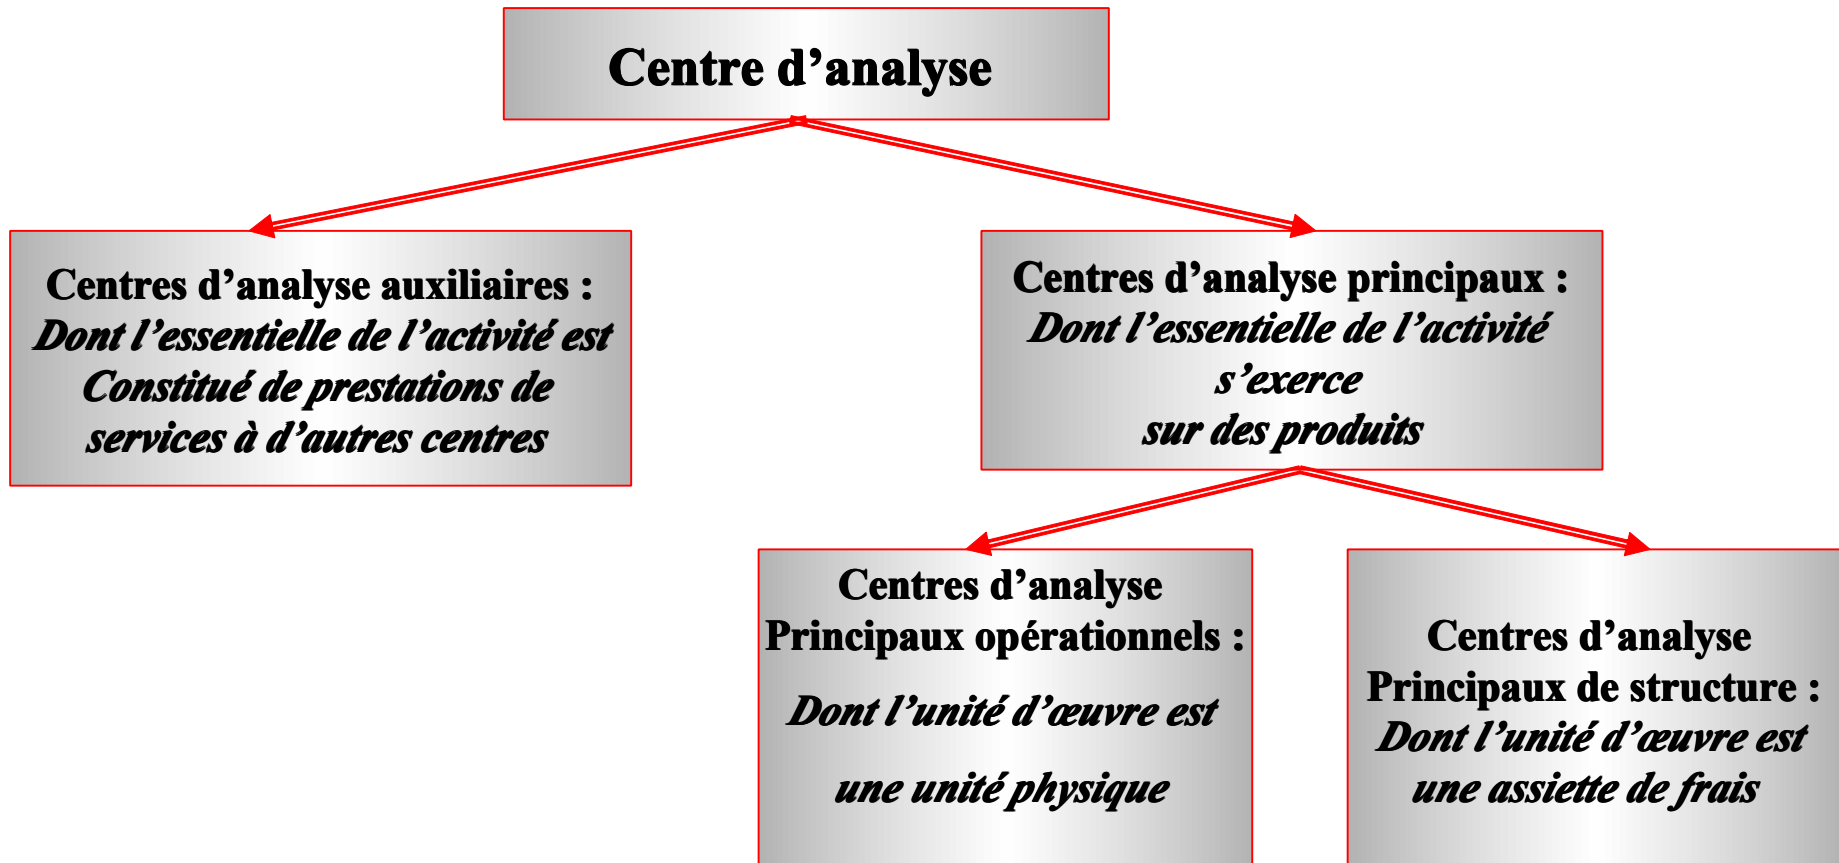 Centre d’analyse
Centres d’analyse auxiliaires :
Dont l’essentielle de l’activité est
Constitué de prestations de
services à d’autres centres
Centres d’analyse principaux :
Dont l’essentielle de l’activité
s’exerce
sur des produits
Centres d’analyse
Principaux opérationnels :
Dont l’unité d’œuvre est
une unité physique
Centres d’analyse
Principaux de structure :
Dont l’unité d’œuvre est
une assiette de frais